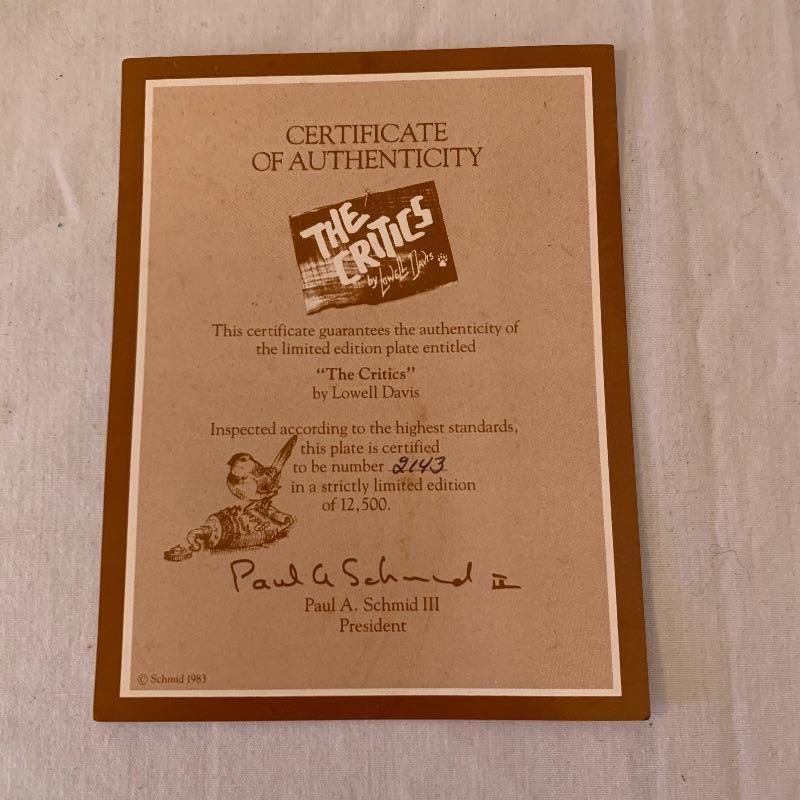 CERTIFICATE
OF AUTHENTICITY
THE
CRITICS
by Lowell Davis
This certificate guarantees the authenticity of
the limited edition plate entitled
“The Critics”
by Lowell Davis
Inspected according to the highest standards,
this plate is certified
to be number 2143
in a strictly limited edition
of 12,500.
Paul A Schmid III
Paul A. Schmid III
President
© Schmid 1983